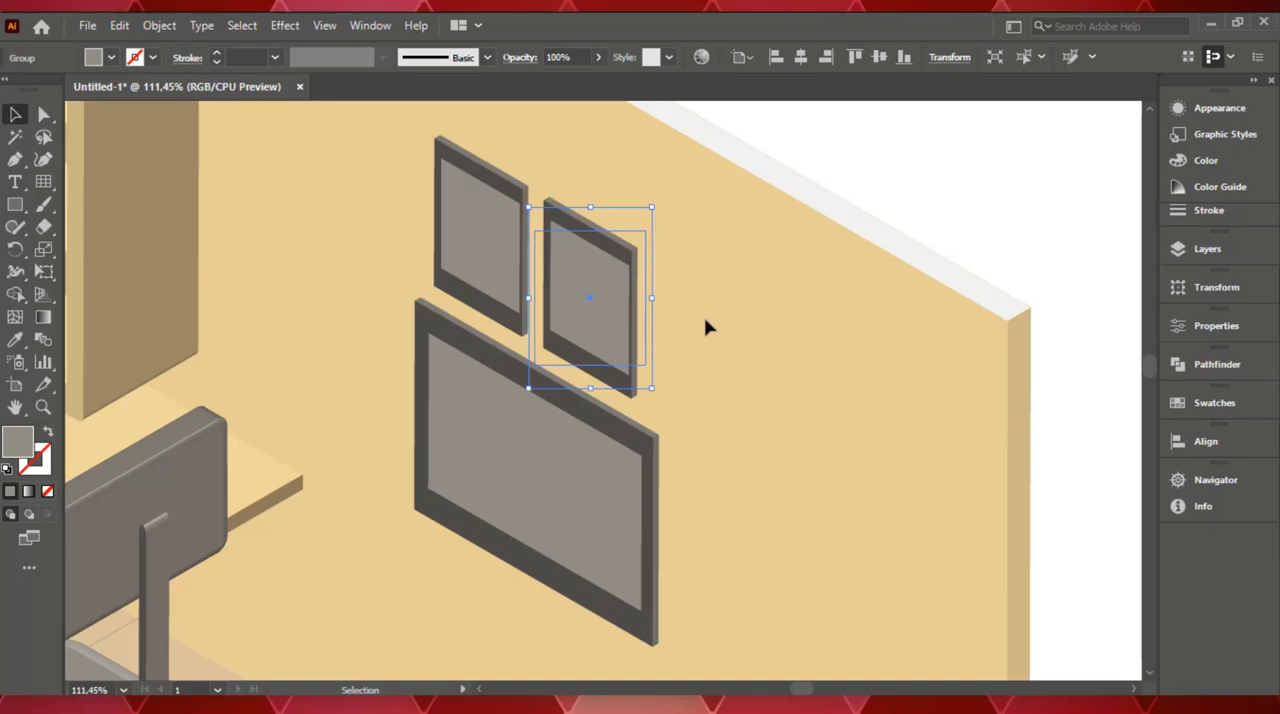 Ai File Edit Object Type Select Effect View Window Help Search Adobe Help
Group Stroke: Basic Opacity: 100% Style: Transform
Untitled-1* @ 111,45% (RGB/CPU Preview)
Appearance
Graphic Styles
Color
Color Guide
Stroke
Layers
Transform
Properties
Pathfinder
Swatches
Align
Navigator
Info
111,45% 1 Selection